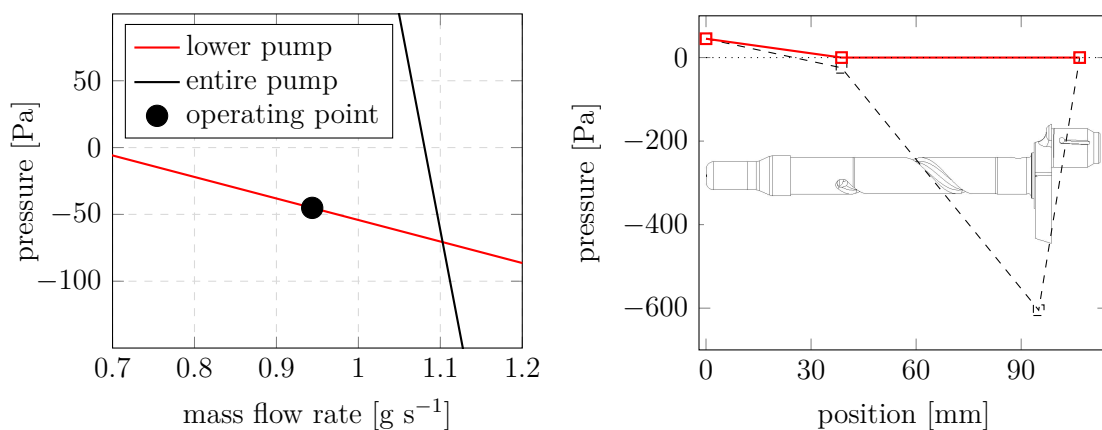 lower pump
entire pump
operating point
50
0
−50
−100
pressure [Pa]
0.7 0.8 0.9 1 1.1 1.2
mass flow rate [g s⁻¹]
0
−200
−400
−600
pressure [Pa]
0 30 60 90
position [mm]